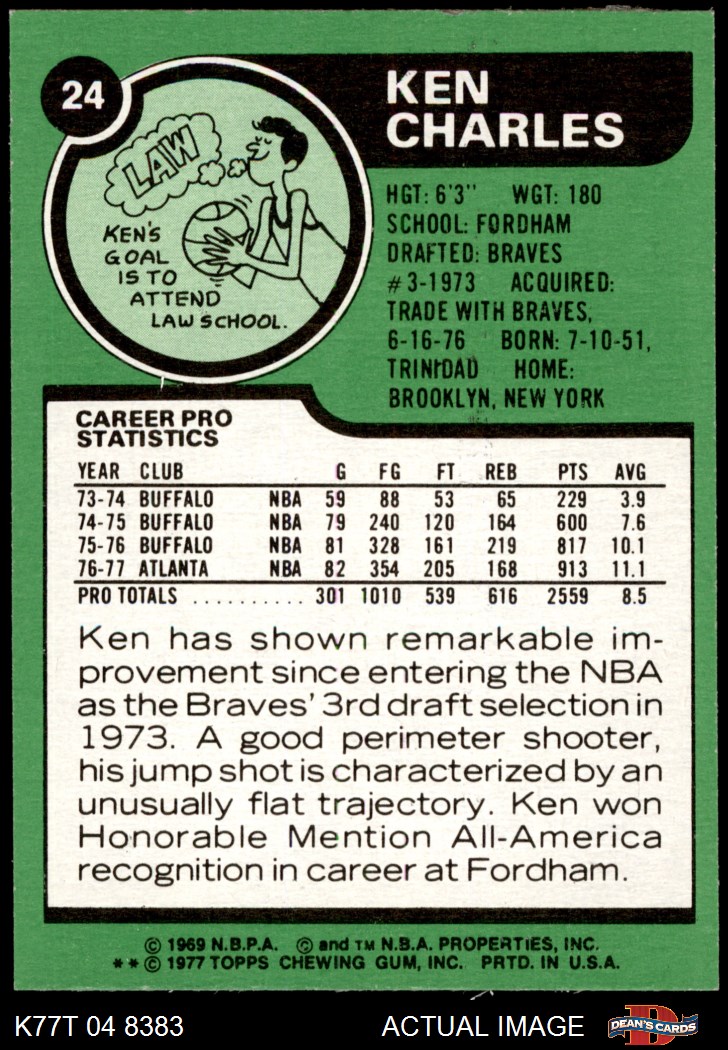 24
KEN
CHARLES
LAW
KEN'S
GOAL
IS TO
ATTEND
LAW SCHOOL.
HGT: 6'3" WGT: 180
SCHOOL: FORDHAM
DRAFTED: BRAVES
#3-1973 ACQUIRED:
TRADE WITH BRAVES,
6-16-76 BORN: 7-10-51,
TRINIDAD HOME:
BROOKLYN, NEW YORK
CAREER PRO
STATISTICS
YEAR CLUB G FG FT REB PTS AVG
73-74 BUFFALO NBA 59 88 53 65 229 3.9
74-75 BUFFALO NBA 79 240 120 164 600 7.6
75-76 BUFFALO NBA 81 328 161 219 817 10.1
76-77 ATLANTA NBA 82 354 205 168 913 11.1
PRO TOTALS .......... 301 1010 539 616 2559 8.5
Ken has shown remarkable im-
provement since entering the NBA
as the Braves' 3rd draft selection in
1973. A good perimeter shooter,
his jump shot is characterized by an
unusually flat trajectory. Ken won
Honorable Mention All-America
recognition in career at Fordham.
© 1969 N.B.P.A. © and TM N.B.A. PROPERTIES, INC.
** © 1977 TOPPS CHEWING GUM, INC. PRTD. IN U.S.A.
K77T 04 8383 ACTUAL IMAGE D DEAN'S CARDS